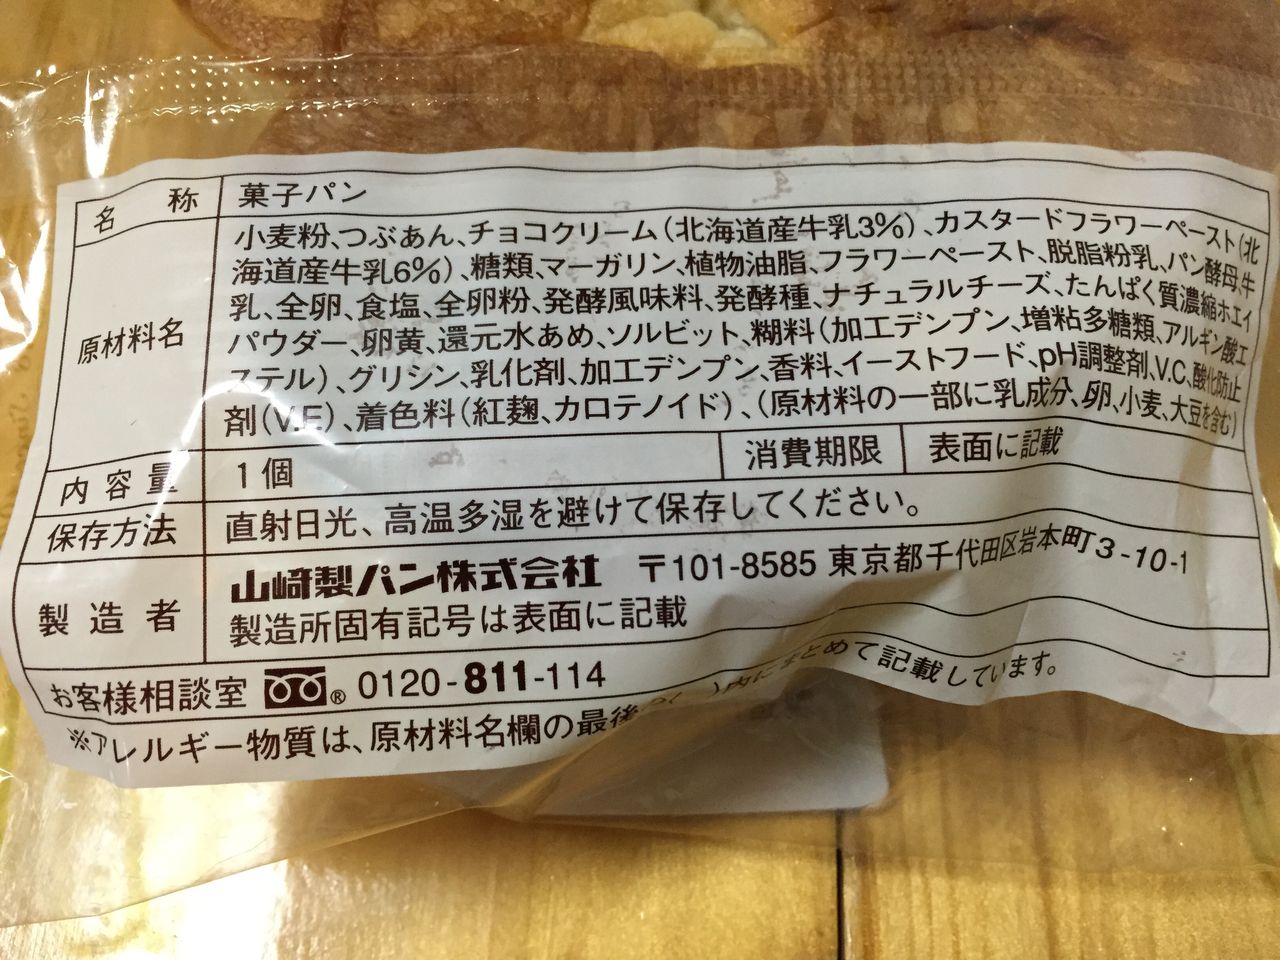 名 称 菓子パン
原材料名
小麦粉、つぶあん、チョコクリーム（北海道産牛乳3%）、カスタードフラワーペースト（北
海道産牛乳6%）、糖類、マーガリン、植物油脂、フラワーペースト、脱脂粉乳、パン酵母、牛
乳、全卵、食塩、全卵粉、発酵風味料、発酵種、ナチュラルチーズ、たんぱく質濃縮ホエイ
パウダー、卵黄、還元水あめ、ソルビット、糊料（加工デンプン、増粘多糖類、アルギン酸エ
ステル）、グリシン、乳化剤、加工デンプン、香料、イーストフード、pH調整剤、V.C、酸化防止
剤（V.E）、着色料（紅麹、カロテノイド）、（原材料の一部に乳成分、卵、小麦、大豆を含む）
内容量 1個 消費期限 表面に記載
保存方法 直射日光、高温多湿を避けて保存してください。
製造者 山崎製パン株式会社 〒101-8585 東京都千代田区岩本町3-10-1
製造所固有記号は表面に記載
お客様相談室 ® 0120-811-114
※アレルギー物質は、原材料名欄の最後 内にまとめて記載しています。